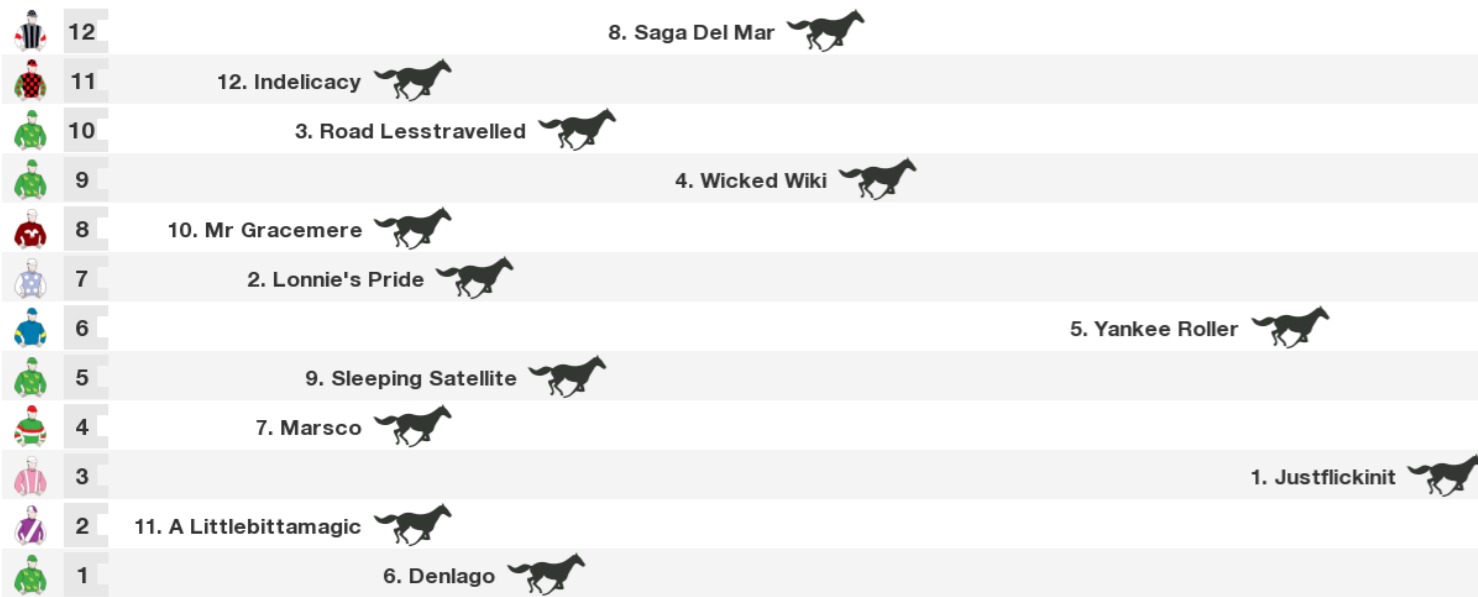 12 8. Saga Del Mar
11 12. Indelicacy
10 3. Road Lesstravelled
9 4. Wicked Wiki
8 10. Mr Gracemere
7 2. Lonnie's Pride
6 5. Yankee Roller
5 9. Sleeping Satellite
4 7. Marsco
3 1. Justflickinit
2 11. A Littlebittamagic
1 6. Denlago